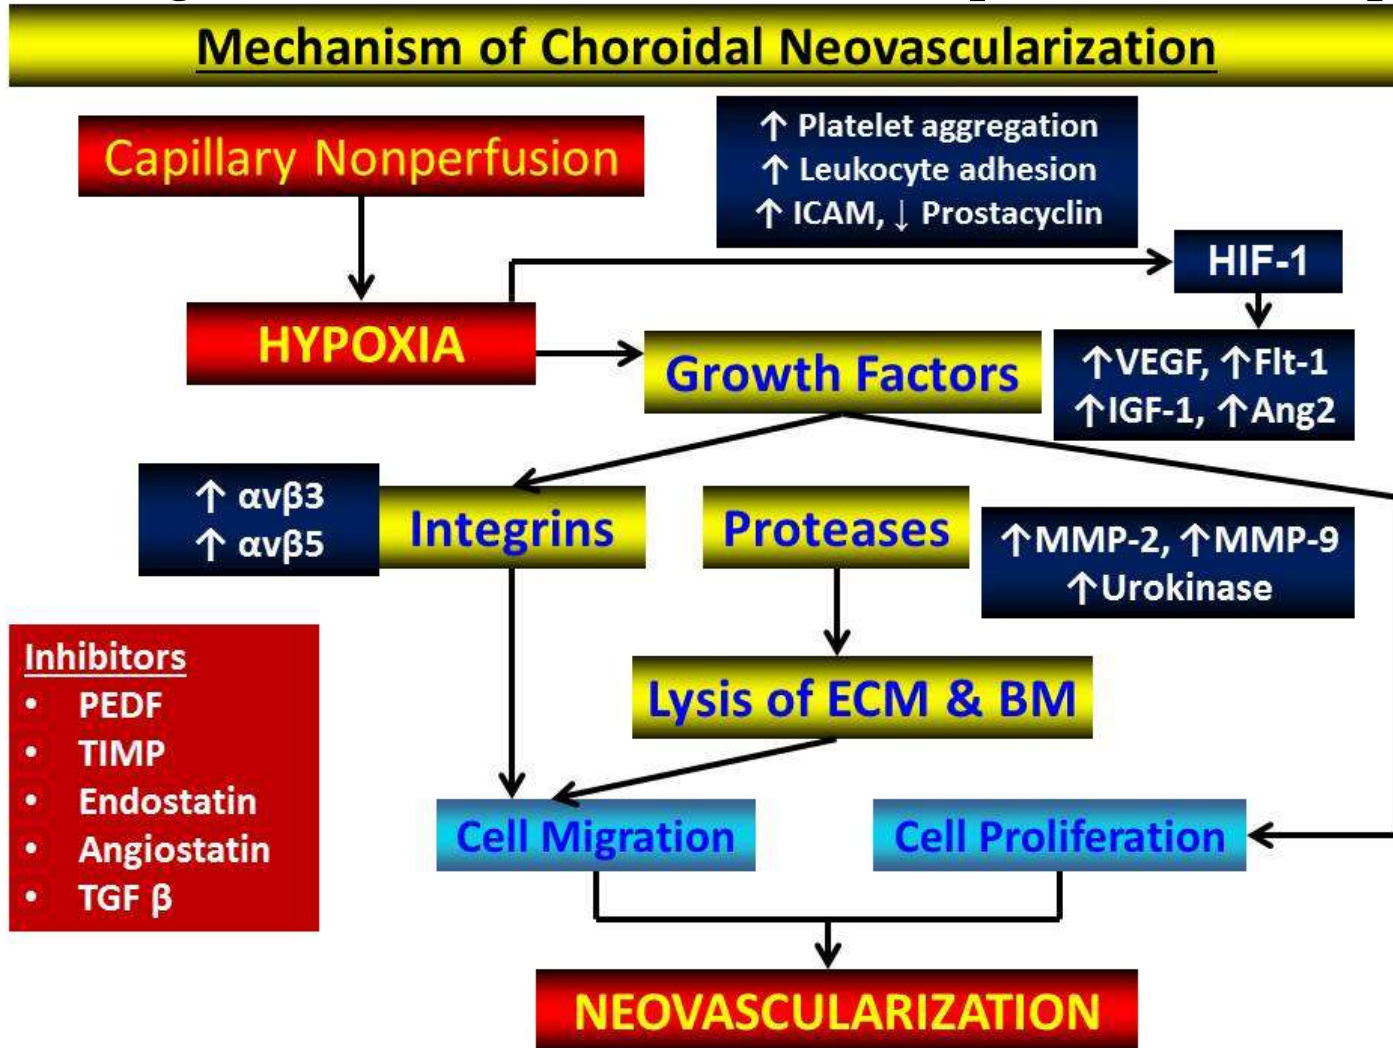 Mechanism of Choroidal Neovascularization
Capillary Nonperfusion
↑ Platelet aggregation
↑ Leukocyte adhesion
↑ ICAM, ↓ Prostacyclin
HIF-1
HYPOXIA
Growth Factors
↑VEGF, ↑Flt-1
↑IGF-1, ↑Ang2
↑ αvβ3
↑ αvβ5
Integrins
Proteases
↑MMP-2, ↑MMP-9
↑Urokinase
Inhibitors
• PEDF
• TIMP
• Endostatin
• Angiostatin
• TGF β
Lysis of ECM & BM
Cell Migration
Cell Proliferation
NEOVASCULARIZATION